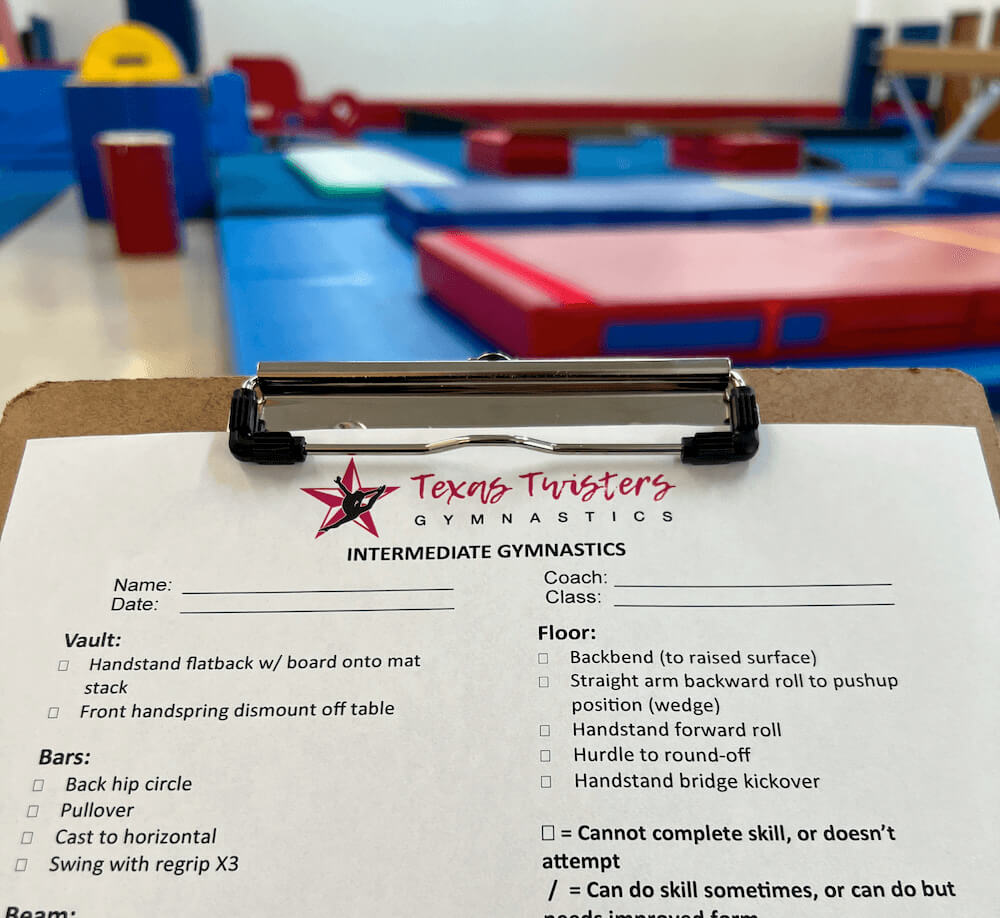 Texas Twisters
GYMNASTICS
INTERMEDIATE GYMNASTICS
Name:
Date:
Coach:
Class:
Vault:
☐ Handstand flatback w/ board onto mat
stack
☐ Front handspring dismount off table
Bars:
☐ Back hip circle
☐ Pullover
☐ Cast to horizontal
☐ Swing with regrip X3
Beam:
Floor:
☐ Backbend (to raised surface)
☐ Straight arm backward roll to pushup
position (wedge)
☐ Handstand forward roll
☐ Hurdle to round-off
☐ Handstand bridge kickover
☐ = Cannot complete skill, or doesn't
attempt
/ = Can do skill sometimes, or can do but
needs improved form